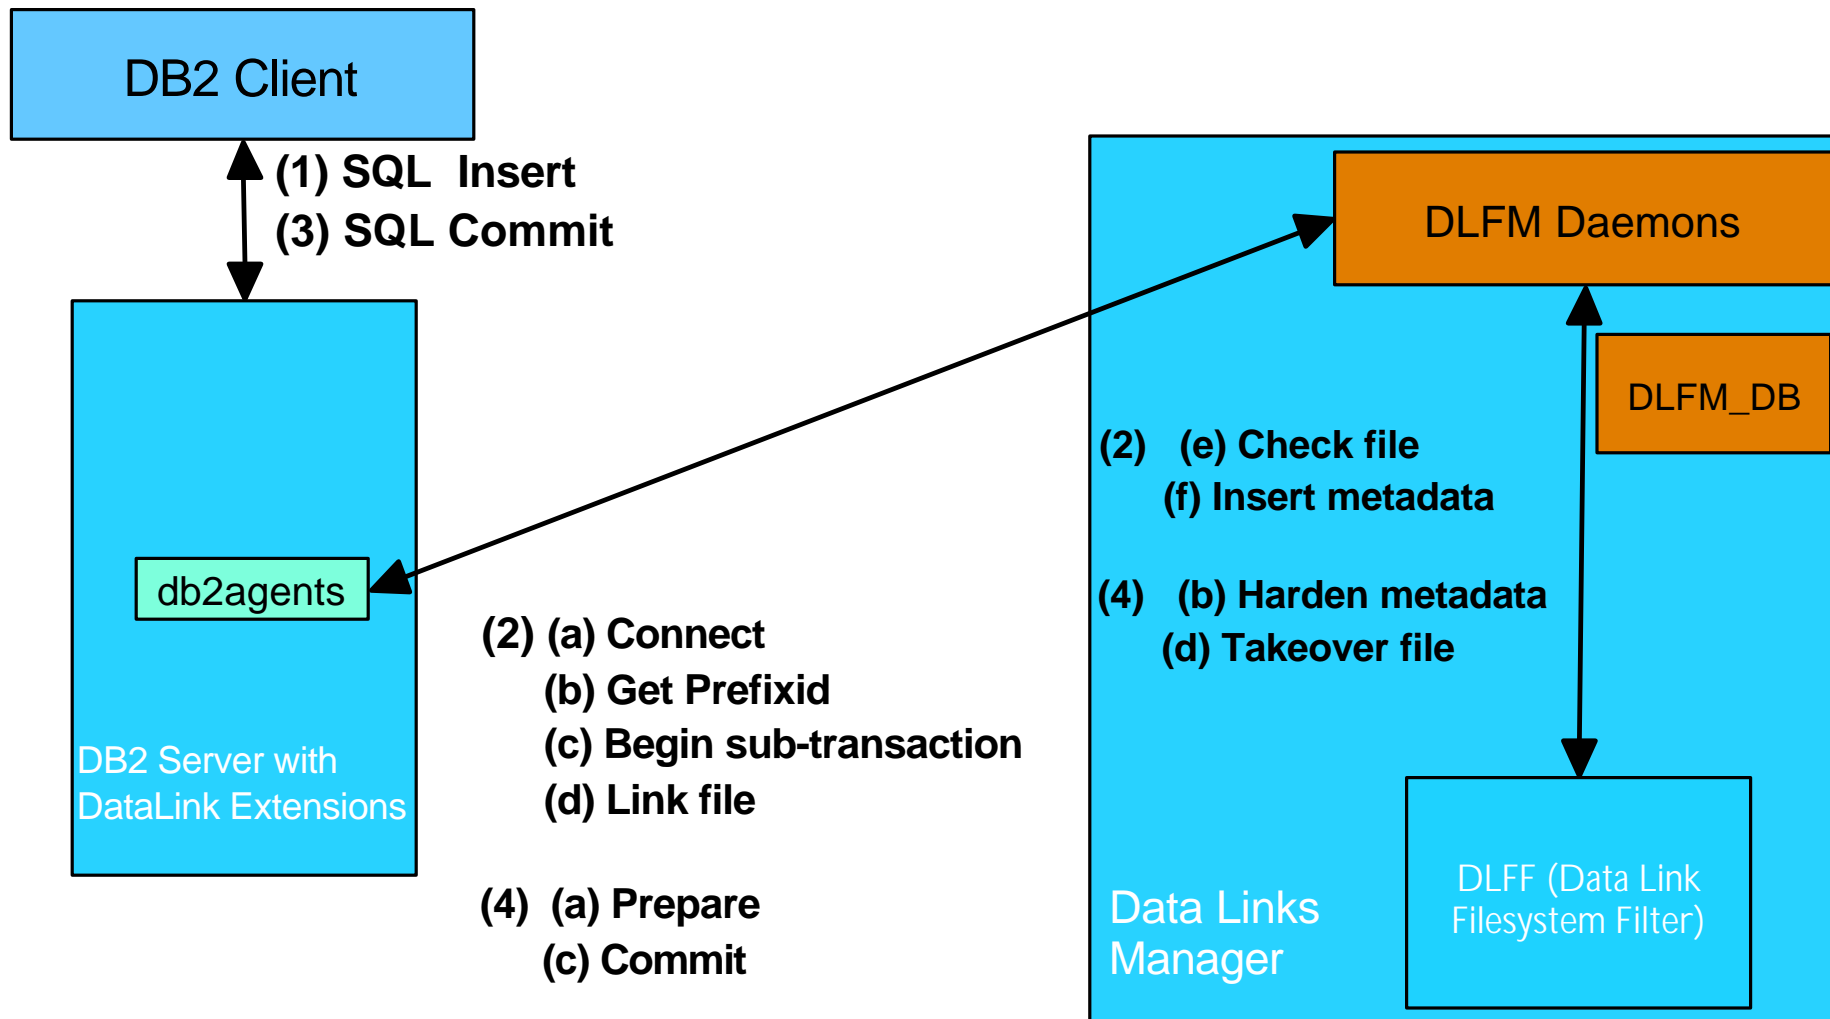 DB2 Client
(1) SQL Insert
(3) SQL Commit
DLFM Daemons
DLFM_DB
(2) (e) Check file
(f) Insert metadata
(4) (b) Harden metadata
(d) Takeover file
db2agents
(2) (a) Connect
(b) Get Prefixid
(c) Begin sub-transaction
(d) Link file
DB2 Server with
DataLink Extensions
(4) (a) Prepare
(c) Commit
Data Links
Manager
DLFF (Data Link
Filesystem Filter)